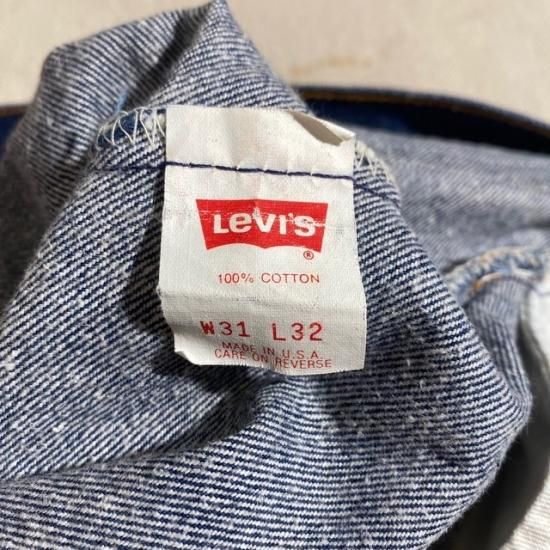 Levi's
®
100% COTTON
W31 L32
MADE IN U.S.A.
CARE ON REVERSE